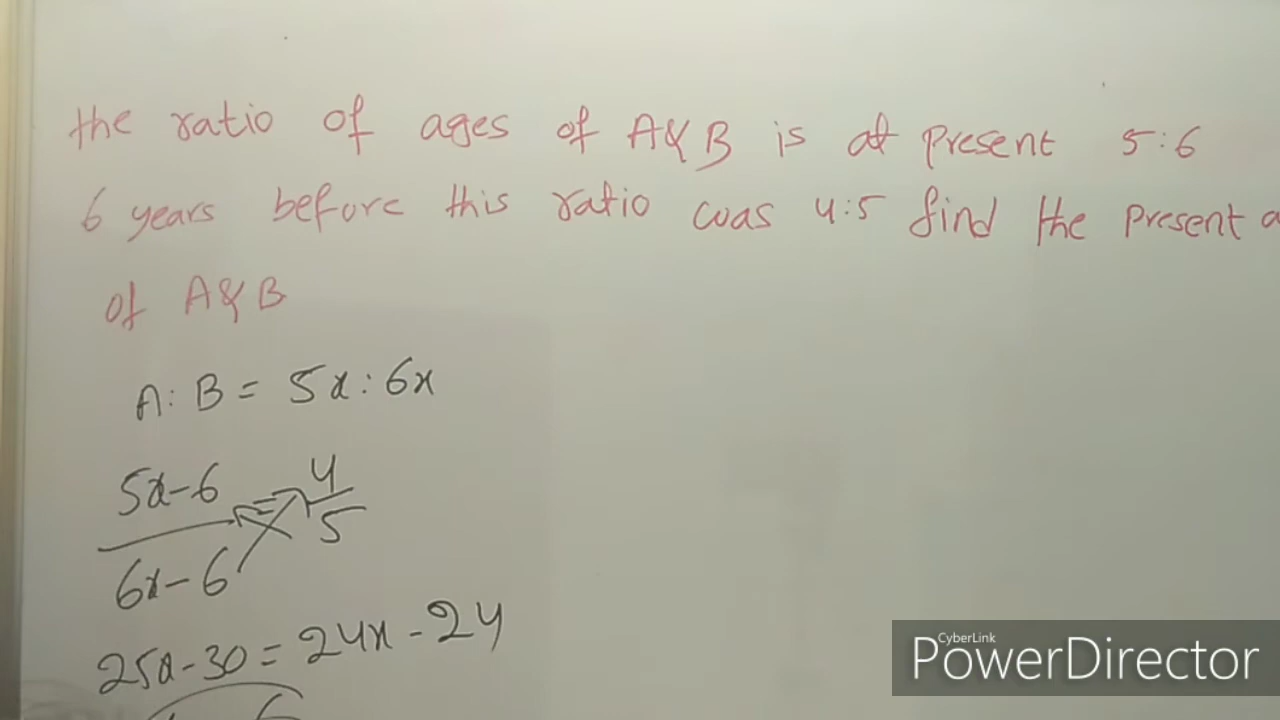 the ratio of ages of A&B is at present 5:6
6 years before this ratio was 4:5 find the present a
of A&B
A:B = 5x:6x
5x-6 = 4
6x-6 5
25x-30 = 24x-24
CyberLink
PowerDirector